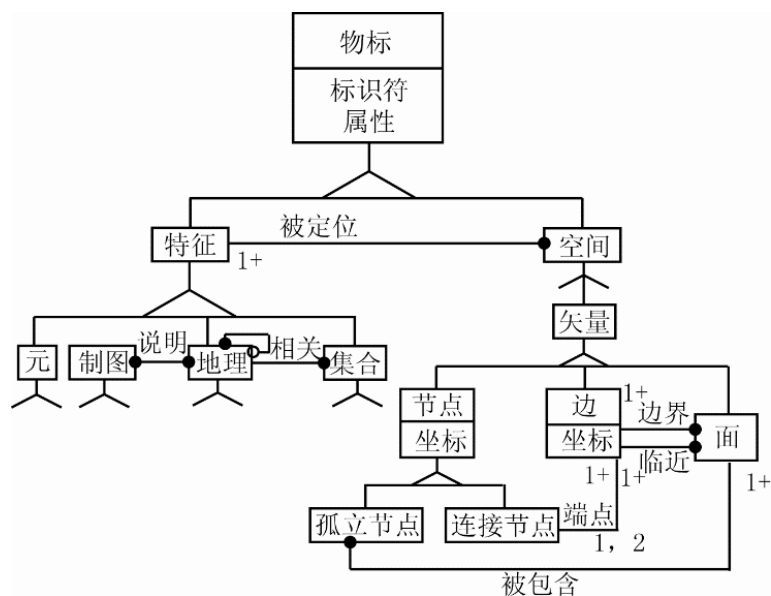 物标
标识符
属性
被定位
特征
空间
1+
矢量
元
制图
说明
地理
相关
集合
节点
坐标
边
坐标
1+
边界
临近
面
1+
1+
1+
孤立节点
连接节点
端点
1，2
被包含